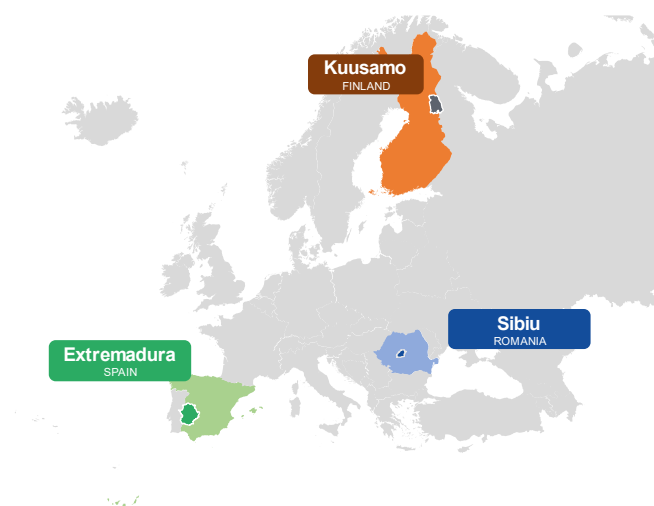 Kuusamo
FINLAND
Sibiu
ROMANIA
Extremadura
SPAIN